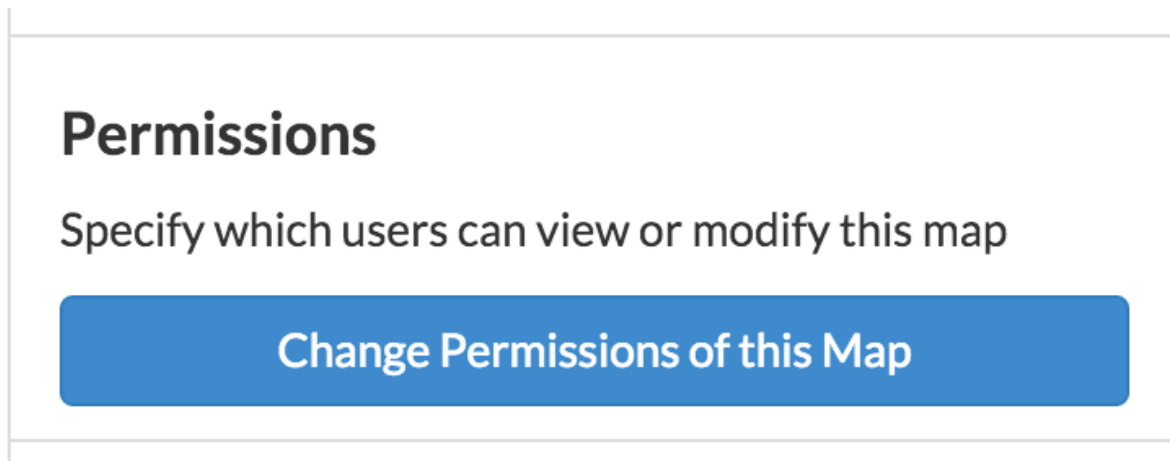 Permissions
Specify which users can view or modify this map
Change Permissions of this Map